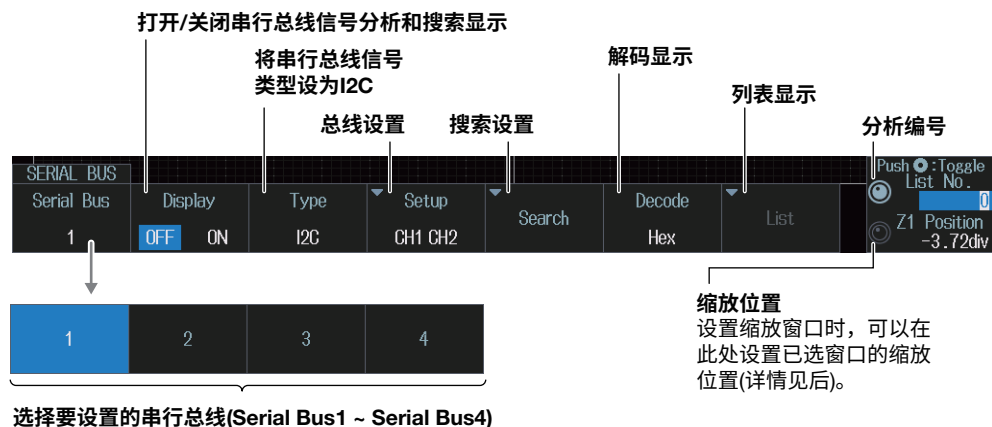 打开/关闭串行总线信号分析和搜索显示
将串行总线信号
类型设为I2C
解码显示
列表显示
总线设置
搜索设置
分析编号
SERIAL BUS
Serial Bus
1
Display
OFF ON
Type
I2C
Setup
CH1 CH2
Search
Decode
Hex
List
Push :Toggle
List No.
0
Z1 Position
-3.72div
缩放位置
设置缩放窗口时，可以在
此处设置已选窗口的缩放
位置(详情见后)。
1
2
3
4
选择要设置的串行总线(Serial Bus1 ~ Serial Bus4)